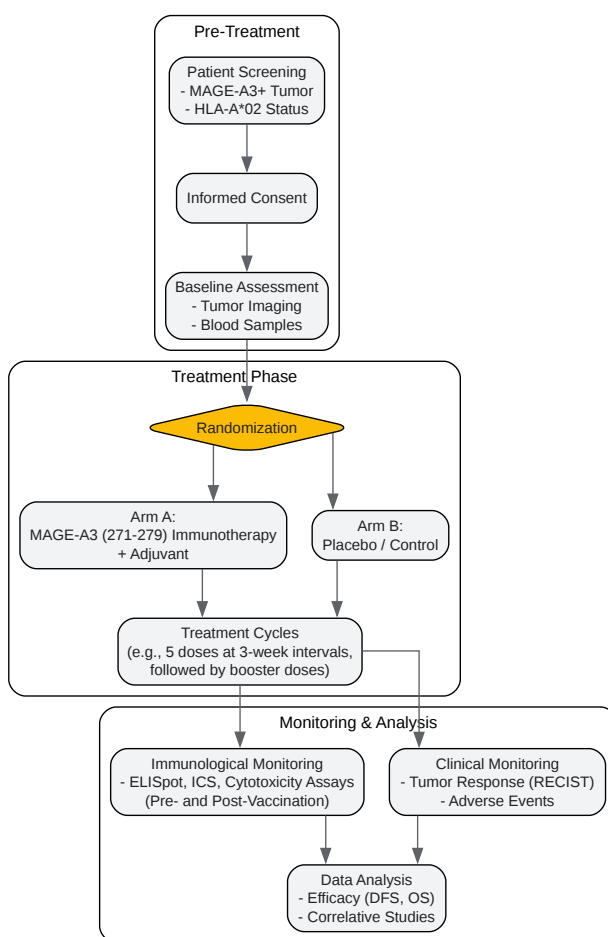 Pre-Treatment
Patient Screening
- MAGE-A3+ Tumor
- HLA-A*02 Status
Informed Consent
Baseline Assessment
- Tumor Imaging
- Blood Samples
Treatment Phase
Randomization
Arm A:
MAGE-A3 (271-279) Immunotherapy
+ Adjuvant
Arm B:
Placebo / Control
Treatment Cycles
(e.g., 5 doses at 3-week intervals,
followed by booster doses)
Monitoring & Analysis
Immunological Monitoring
- ELISpot, ICS, Cytotoxicity Assays
(Pre- and Post-Vaccination)
Clinical Monitoring
- Tumor Response (RECIST)
- Adverse Events
Data Analysis
- Efficacy (DFS, OS)
- Correlative Studies